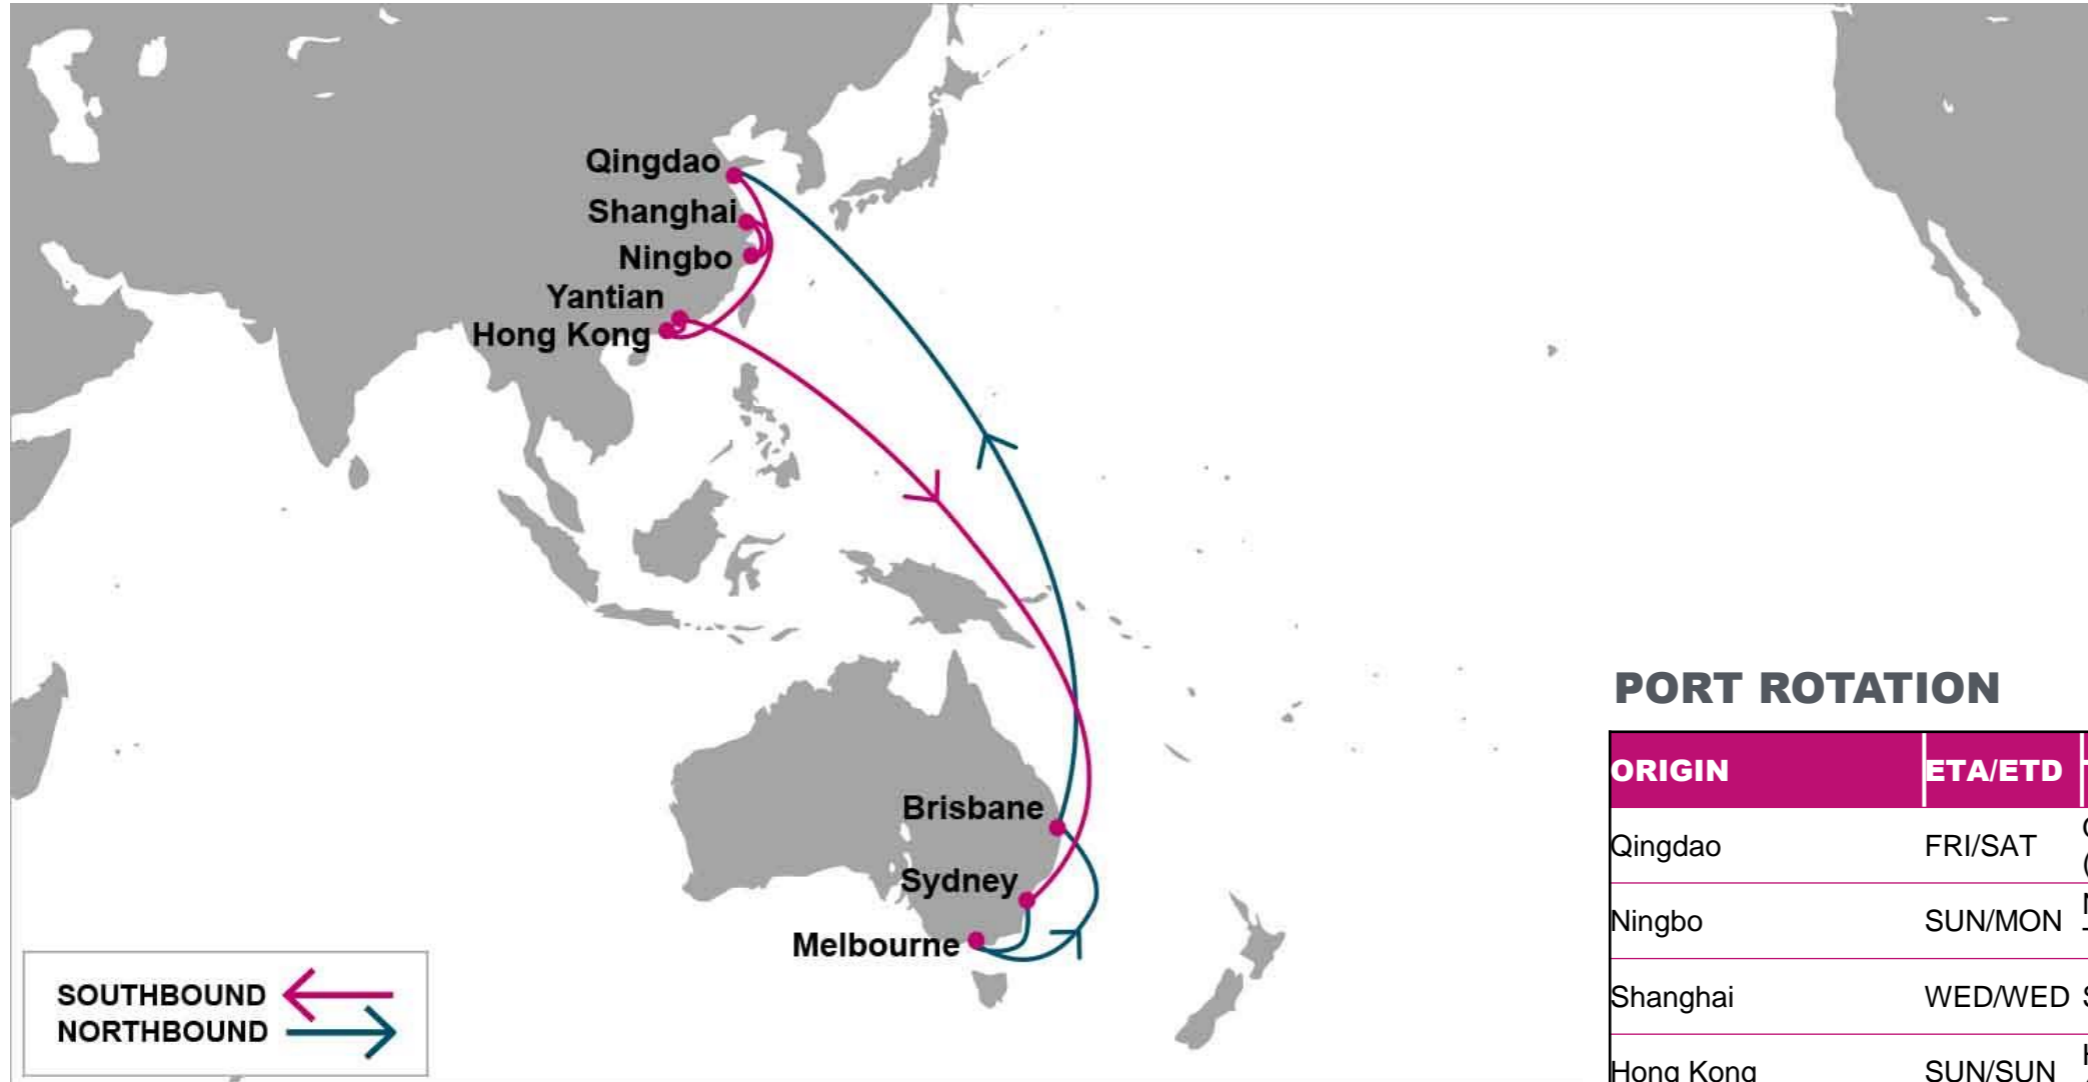 Qingdao
Shanghai
Ningbo
Yantian
Hong Kong
Brisbane
Sydney
Melbourne
SOUTHBOUND
NORTHBOUND
PORT ROTATION
ORIGIN ETA/ETD
Qingdao FRI/SAT
Ningbo SUN/MON
Shanghai WED/WED
Hong Kong SUN/SUN